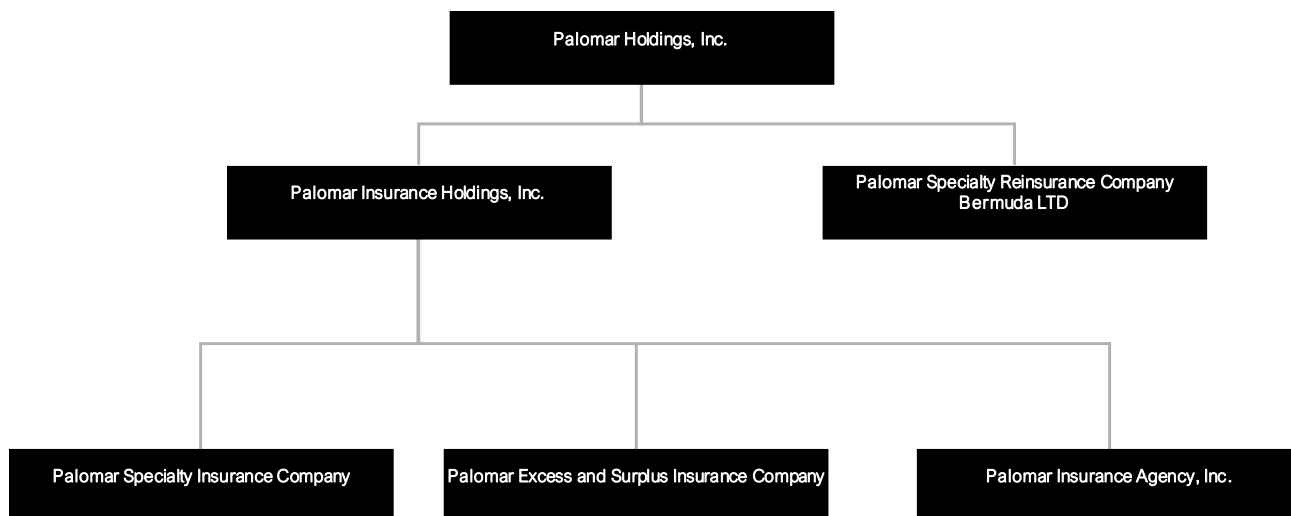 Palomar Holdings, Inc.
Palomar Insurance Holdings, Inc.
Palomar Specialty Reinsurance Company
Bermuda LTD
Palomar Specialty Insurance Company
Palomar Excess and Surplus Insurance Company
Palomar Insurance Agency, Inc.